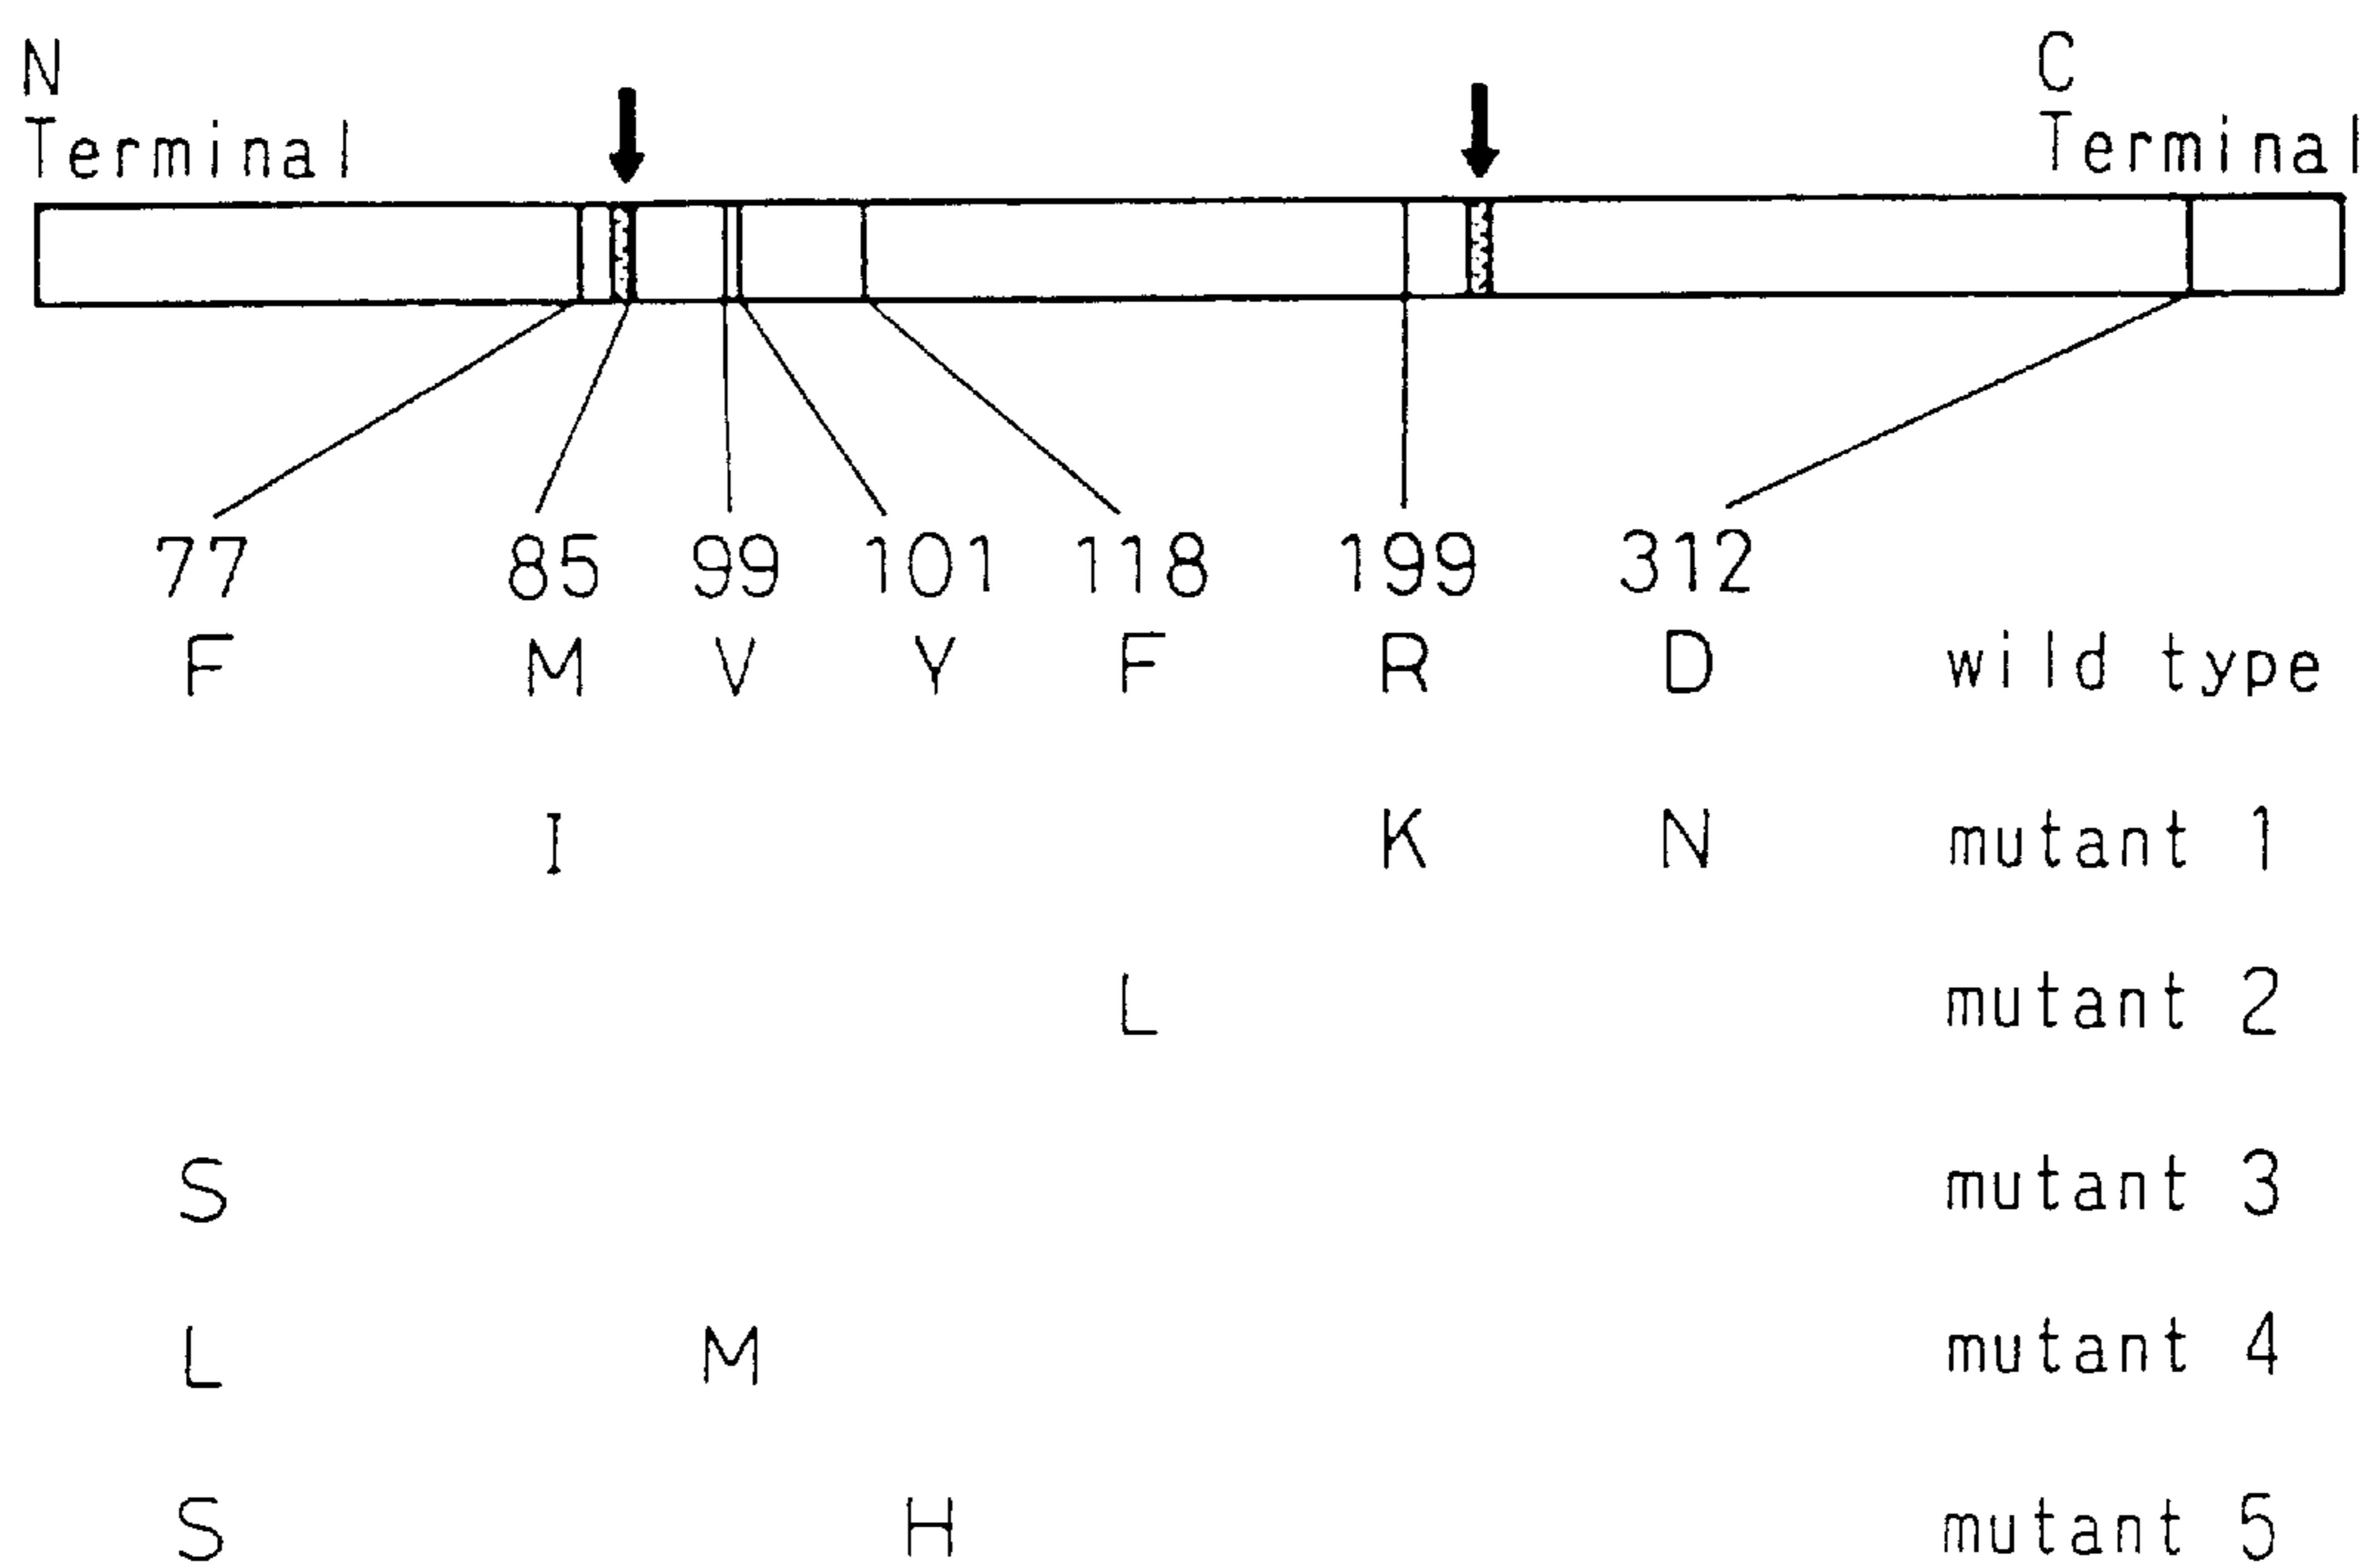 N
Terminal
C
Terminal
77 85 99 101 118 199 312
F M V Y F R D wild type
I K N mutant 1
L mutant 2
S mutant 3
L M mutant 4
S H mutant 5